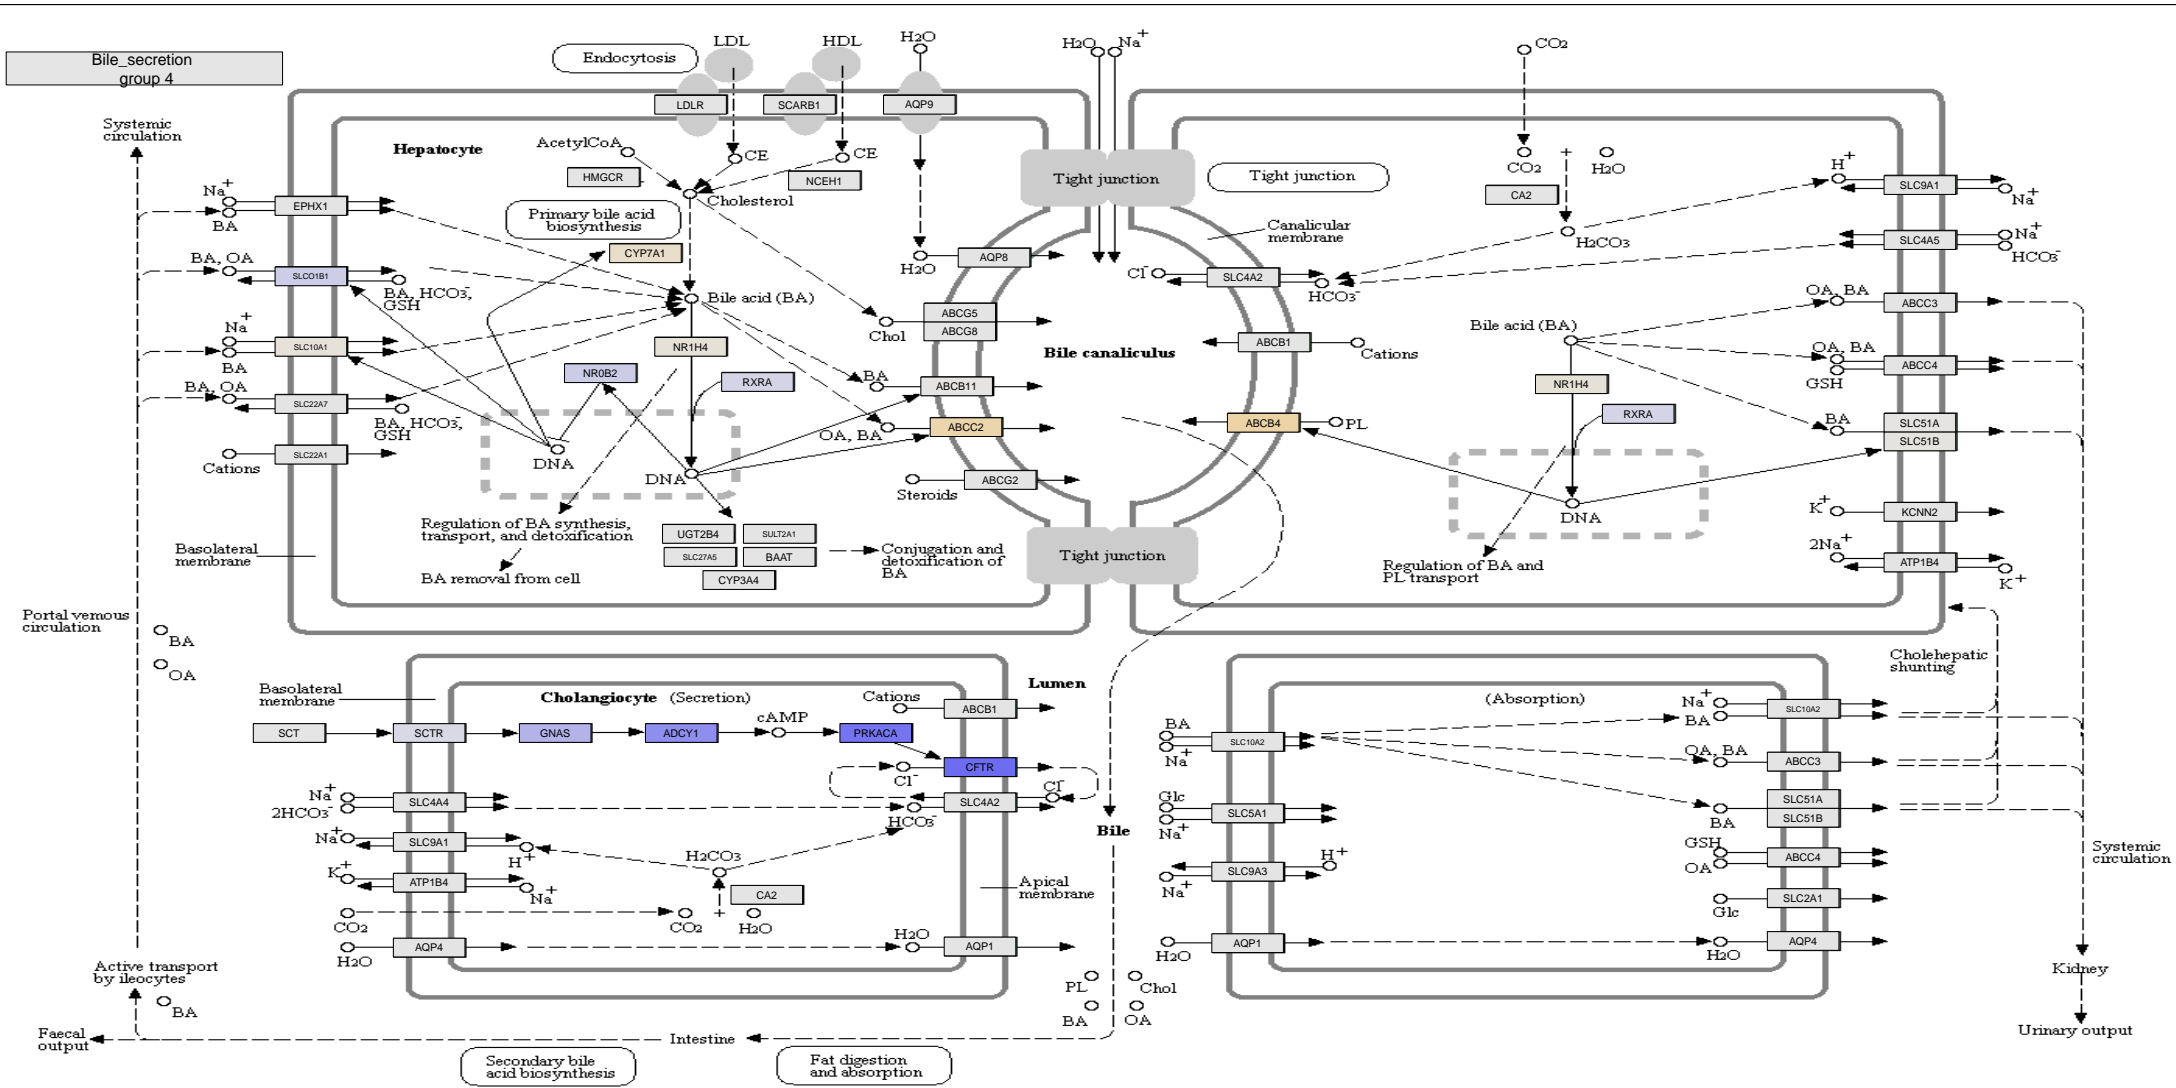 Bile_secretion
group 4
Endocytosis
LDL
HDL
H2O
H2O
Na+
CO2
LDLR
SCARB1
AQP9
Systemic
circulation
Hepatocyte
AcetylCoA
CE
CE
HMGCR
NCEH1
Cholesterol
Tight junction
Tight junction
CO2
+
H2O
CA2
H2CO3
H+
SLC9A1
Na+
Na+
BA
EPHX1
Primary bile acid
biosynthesis
CYP7A1
H2O
AQP8
Canalicular
membrane
Cl-
SLC4A2
HCO3-
SLC4A5
Na+
HCO3-
BA, OA
SLCO1B1
BA, HCO3-,
GSH
Bile acid (BA)
Chol
ABCG5
ABCG8
Bile canaliculus
ABCB1
Cations
Bile acid (BA)
OA, BA
ABCC3
Na+
BA
SLC10A1
NR1H4
NR0B2
RXRA
BA
ABCB11
OA, BA
GSH
ABCC4
NR1H4
RXRA
BA, OA
SLC22A7
BA, HCO3-,
GSH
OA, BA
ABCC2
ABCB4
PL
BA
SLC51A
SLC51B
Cations
SLC22A1
DNA
DNA
Steroids
ABCG2
DNA
K+
KCNN2
Regulation of BA synthesis,
transport, and detoxification
BA removal from cell
UGT2B4
SULT2A1
SLC27A5
BAAT
CYP3A4
Conjugation and
detoxification of
BA
Tight junction
Regulation of BA and
PL transport
2Na+
ATP1B4
K+
Basolateral
membrane
Portal venous
circulation
BA
OA
Cholehepatic
shunting
Basolateral
membrane
Cholangiocyte (Secretion)
Cations
ABCB1
Lumen
SCT
SCTR
GNAS
ADCY1
cAMP
PRKACA
Cl-
CFTR
Cl-
Na+
2HCO3-
SLC4A4
HCO3-
SLC4A2
Na+
SLC9A1
H+
H2CO3
K+
ATP1B4
Na+
CA2
CO2
CO2
+
H2O
H2O
AQP4
H2O
AQP1
Apical
membrane
Bile
(Absorption)
BA
Na+
SLC10A2
Na+
BA
SLC10A2
OA, BA
ABCC3
Glc
Na+
SLC5A1
BA
SLC51A
SLC51B
Na+
SLC9A3
H+
GSH
OA
ABCC4
Glc
SLC2A1
H2O
AQP1
H2O
AQP4
Systemic
circulation
Kidney
Urinary output
Active transport
by ileocytes
BA
PL
Chol
BA
OA
Faecal
output
Intestine
Secondary bile
acid biosynthesis
Fat digestion
and absorption